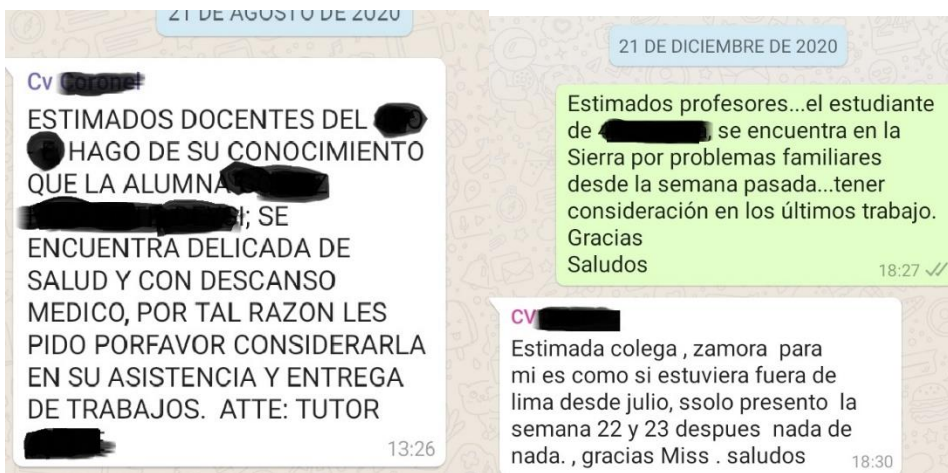 21 DE AGOSTO DE 2020
Cv
ESTIMADOS DOCENTES DEL
HAGO DE SU CONOCIMIENTO
QUE LA ALUMNA
SE
ENCUENTRA DELICADA DE
SALUD Y CON DESCANSO
MEDICO, POR TAL RAZON LES
PIDO PORFAVOR CONSIDERARLA
EN SU ASISTENCIA Y ENTREGA
DE TRABAJOS. ATTE: TUTOR
13:26
21 DE DICIEMBRE DE 2020
Estimados profesores...el estudiante
de , se encuentra en la
Sierra por problemas familiares
desde la semana pasada...tener
consideración en los últimos trabajo.
Gracias
Saludos
18:27
CV
Estimada colega , zamora para
mi es como si estuviera fuera de
lima desde julio, ssolo presento la
semana 22 y 23 despues nada de
nada. , gracias Miss . saludos
18:30